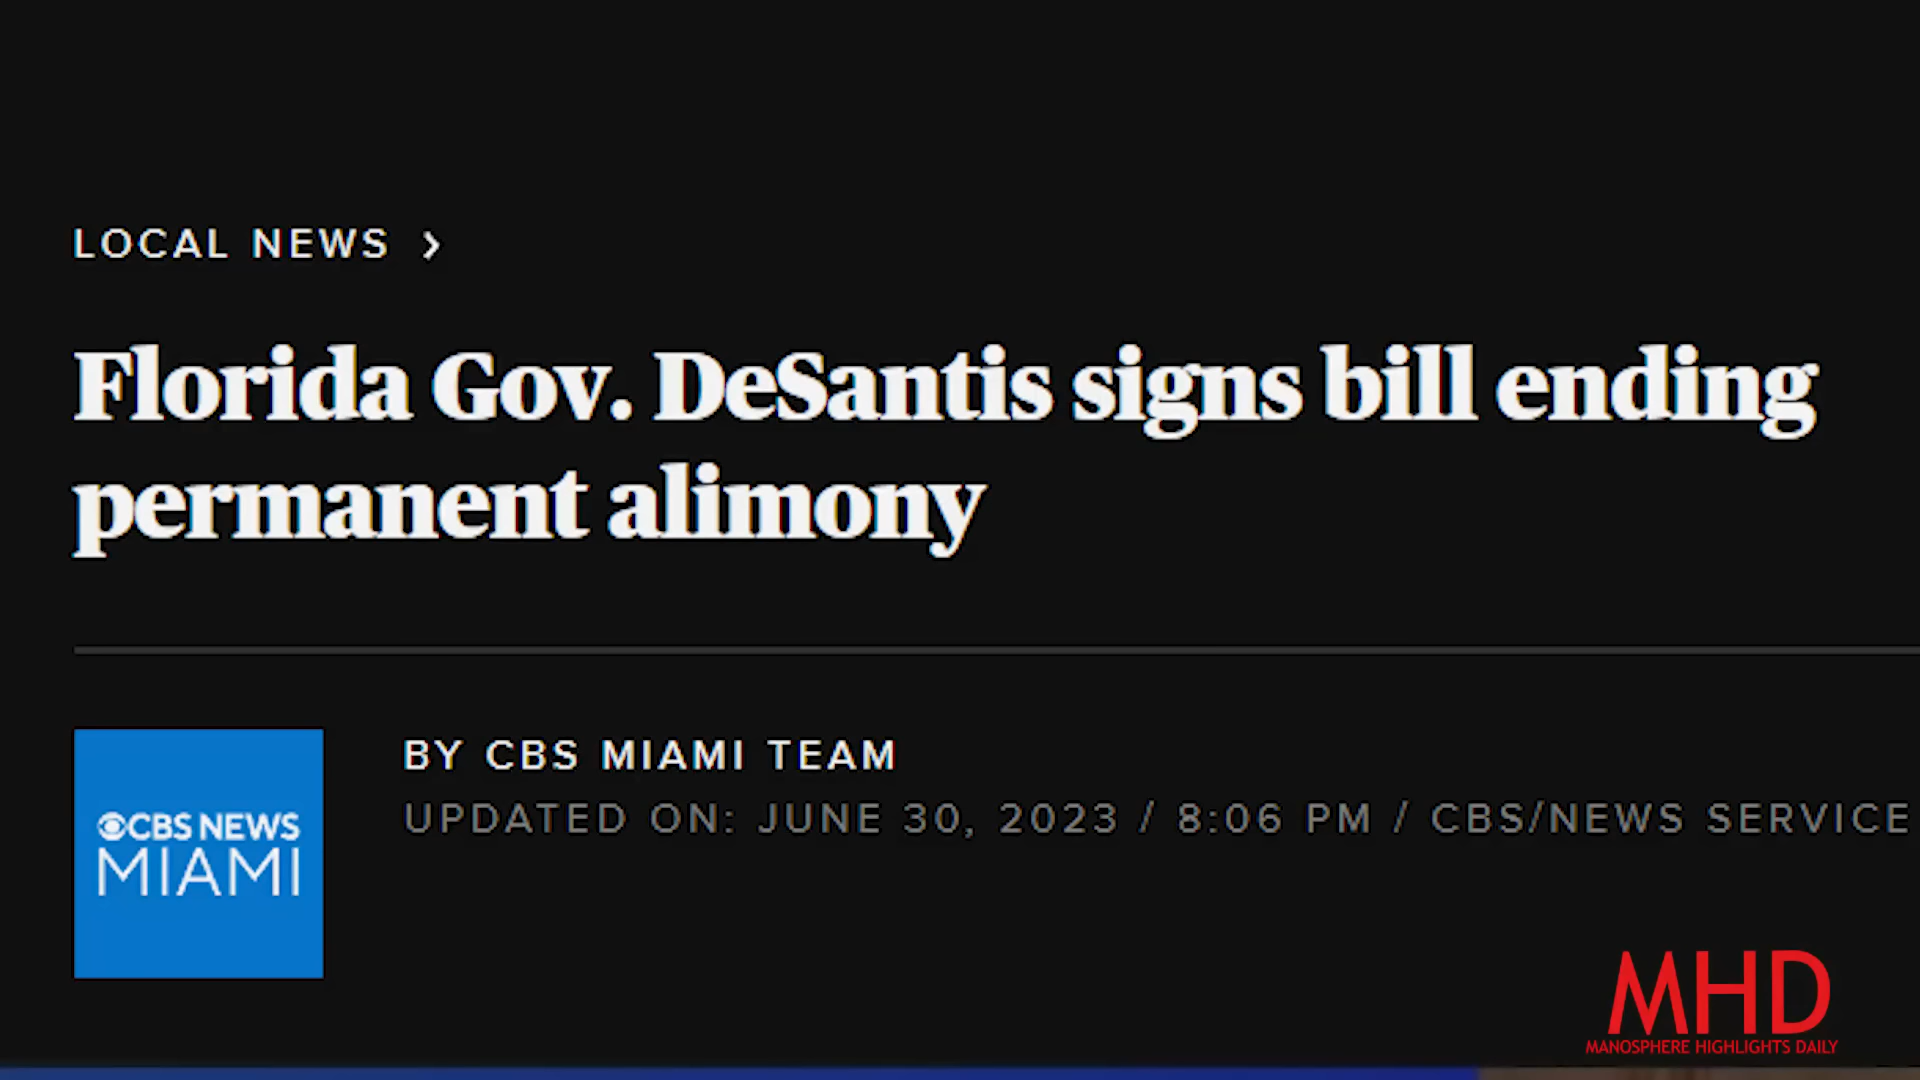 LOCAL NEWS >
Florida Gov. DeSantis signs bill ending
permanent alimony
BY CBS MIAMI TEAM
UPDATED ON: JUNE 30, 2023 / 8:06 PM / CBS/NEWS SERVICE
CBS NEWS
MIAMI
MHD
MANOSPHERE HIGHLIGHTS DAILY